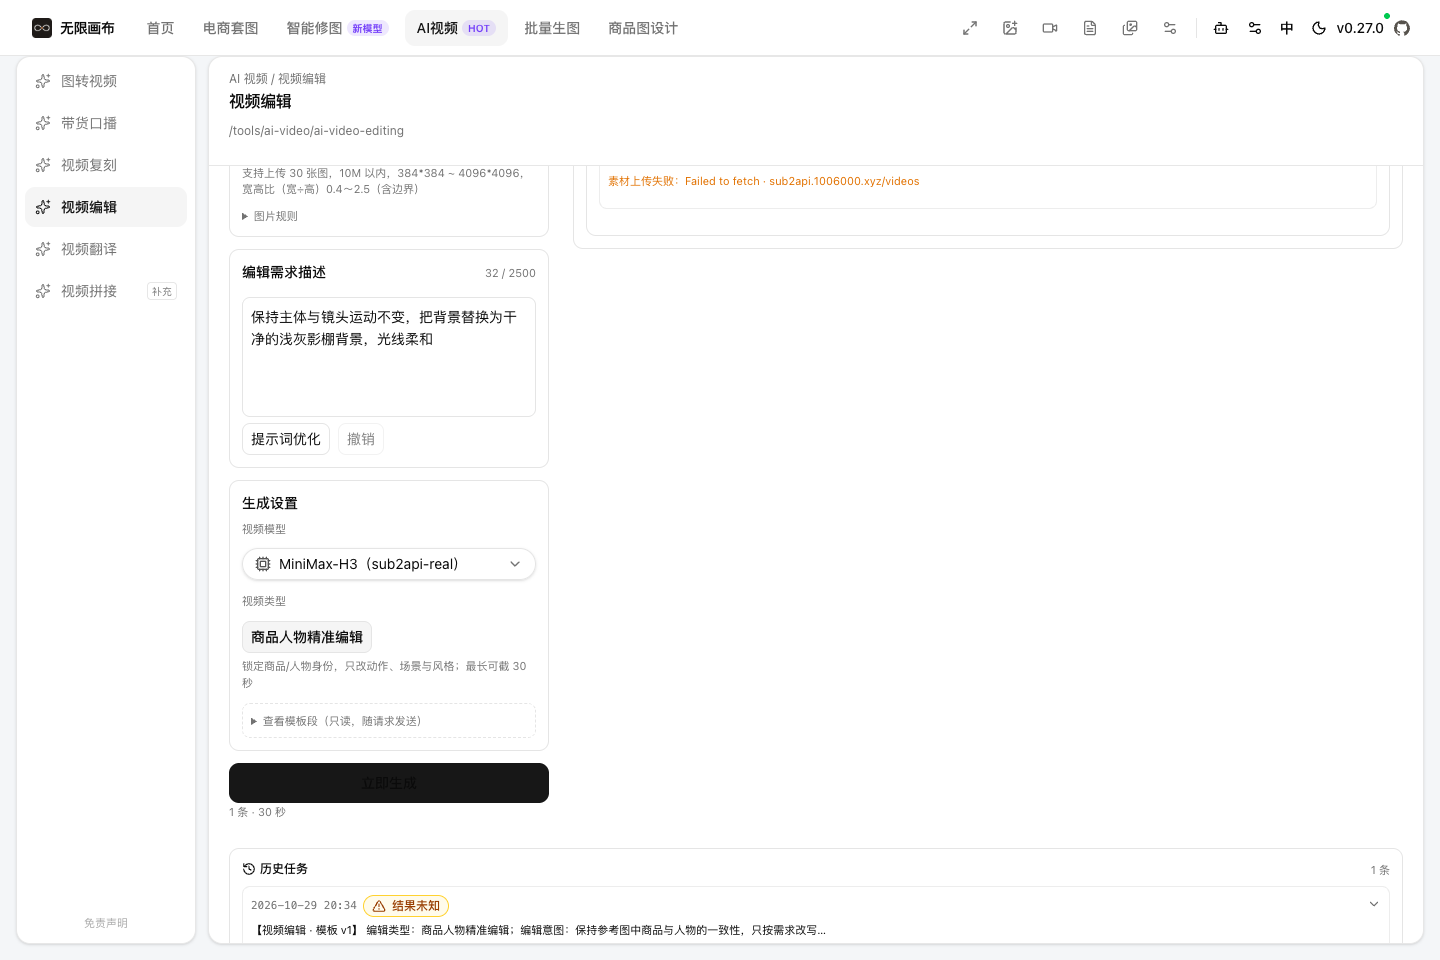 无限画布
首页
电商套图
智能修图 新模型
AI视频 HOT
批量生图
商品图设计
中
v0.27.0
图转视频
带货口播
视频复刻
视频编辑
视频翻译
视频拼接 补充
免责声明
AI 视频 / 视频编辑
视频编辑
/tools/ai-video/ai-video-editing
支持上传 30 张图，10M 以内，384*384 ~ 4096*4096，
宽高比（宽÷高）0.4～2.5（含边界）
图片规则
编辑需求描述 32 / 2500
保持主体与镜头运动不变，把背景替换为干
净的浅灰影棚背景，光线柔和
提示词优化 撤销
生成设置
视频模型
MiniMax-H3（sub2api-real）
视频类型
商品人物精准编辑
锁定商品/人物身份，只改动作、场景与风格；最长可截 30
秒
查看模板段（只读，随请求发送）
立即生成
1 条 · 30 秒
素材上传失败：Failed to fetch · sub2api.1006000.xyz/videos
历史任务 1 条
2026-10-29 20:34 结果未知
【视频编辑 · 模板 v1】 编辑类型：商品人物精准编辑；编辑意图：保持参考图中商品与人物的一致性，只按需求改写...